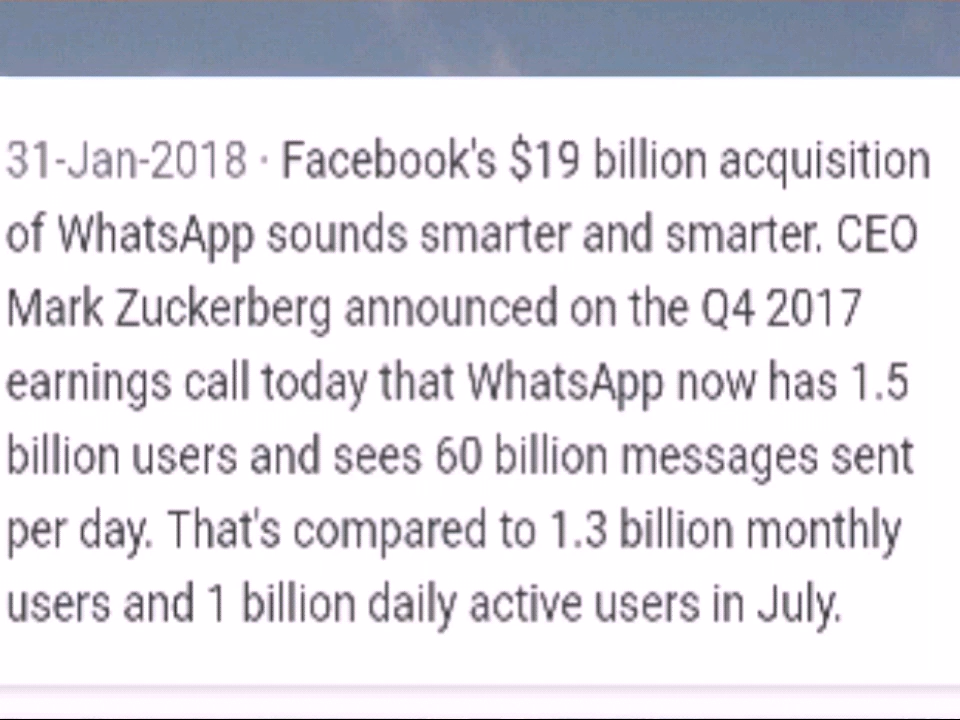 31-Jan-2018 · Facebook's $19 billion acquisition
of WhatsApp sounds smarter and smarter. CEO
Mark Zuckerberg announced on the Q4 2017
earnings call today that WhatsApp now has 1.5
billion users and sees 60 billion messages sent
per day. That's compared to 1.3 billion monthly
users and 1 billion daily active users in July.